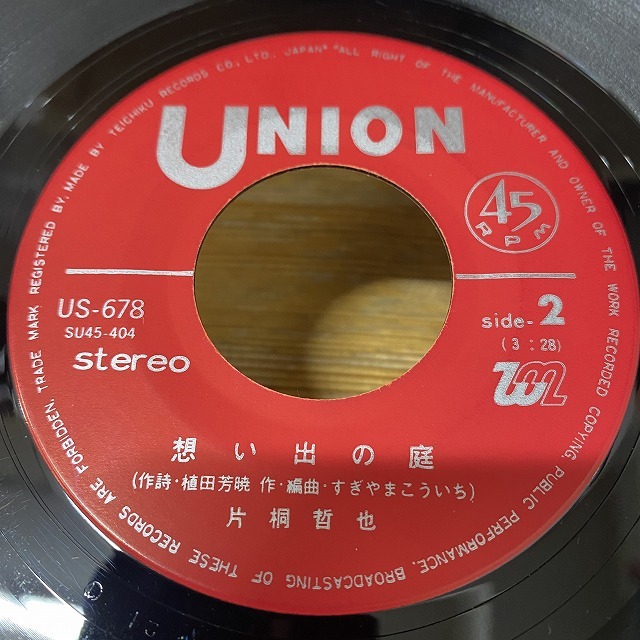 MADE BY TEICHIKU RECORDS CO., LTD., JAPAN "ALL RIGHT OF THE MANUFACTURER AND OWNER OF THE WORK RECORDED COPYING, PUBLIC PERFORMANCE, BROADCASTING OF THESE RECORDS ARE FORBIDDEN, TRADE MARK REGISTERED BY.
UNION
45
RPM
US-678
SU45-404
stereo
side-2
(3:28)
想い出の庭
(作詩・植田芳暁 作・編曲・すぎやまこういち)
片桐哲也